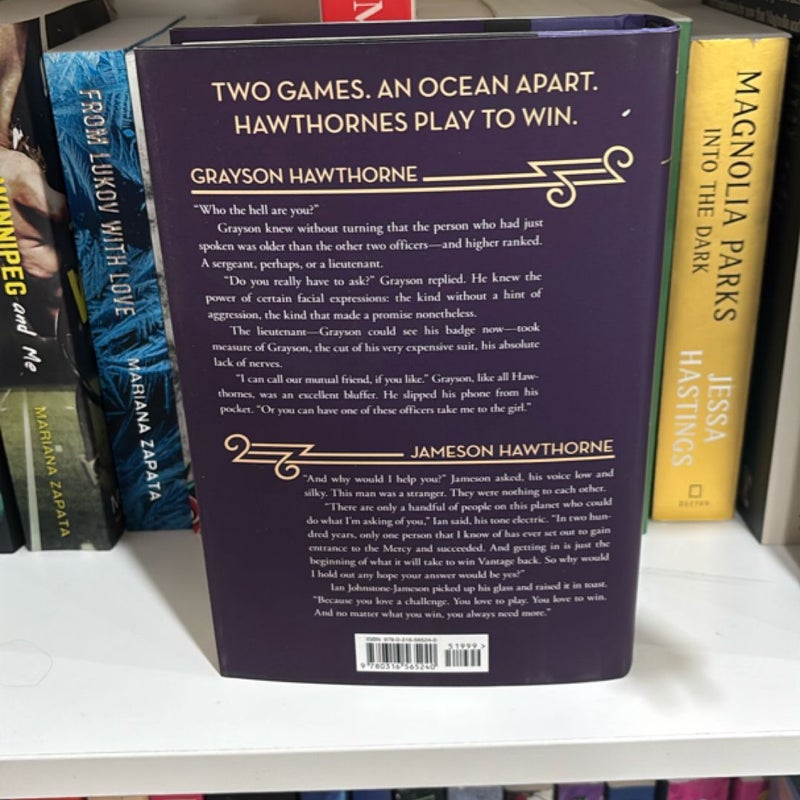 TWO GAMES. AN OCEAN APART.
HAWTHORNES PLAY TO WIN.
GRAYSON HAWTHORNE
“Who the hell are you?”
Grayson knew without turning that the person who had just
spoken was older than the other two officers—and higher ranked.
A sergeant, perhaps, or a lieutenant.
“Do you really have to ask?” Grayson replied. He knew the
power of certain facial expressions: the kind without a hint of
aggression, the kind that made a promise nonetheless.
The lieutenant—Grayson could see his badge now—took
measure of Grayson, the cut of his very expensive suit, his absolute
lack of nerves.
“I can call our mutual friend, if you like.” Grayson, like all Haw-
thornes, was an excellent bluffer. He slipped his phone from his
pocket. “Or you can have one of these officers take me to the girl.”
JAMESON HAWTHORNE
“And why would I help you?” Jameson asked, his voice low and
silky. This man was a stranger. They were nothing to each other.
“There are only a handful of people on this planet who could
do what I’m asking of you,” Ian said, his tone electric. “In two hun-
dred years, only one person that I know of has ever set out to gain
entrance to the Mercy and succeeded. And getting in is just the
beginning of what it will take to win Vantage back. So why would
I hold out any hope your answer would be yes?”
Ian Johnstone-Jameson picked up his glass and raised it in toast.
“Because you love a challenge. You love to play. You love to win.
And no matter what you win, you always need more.”
ISBN 978-0-316-56524-0
51999>
9 780316 565240
WINNIPEG and Me
MARIANA ZAPATA
FROM LUKOV WITH LOVE
MARIANA ZAPATA
MAGNOLIA PARKS
INTO THE DARK
JESSA
HASTINGS
DUTTON